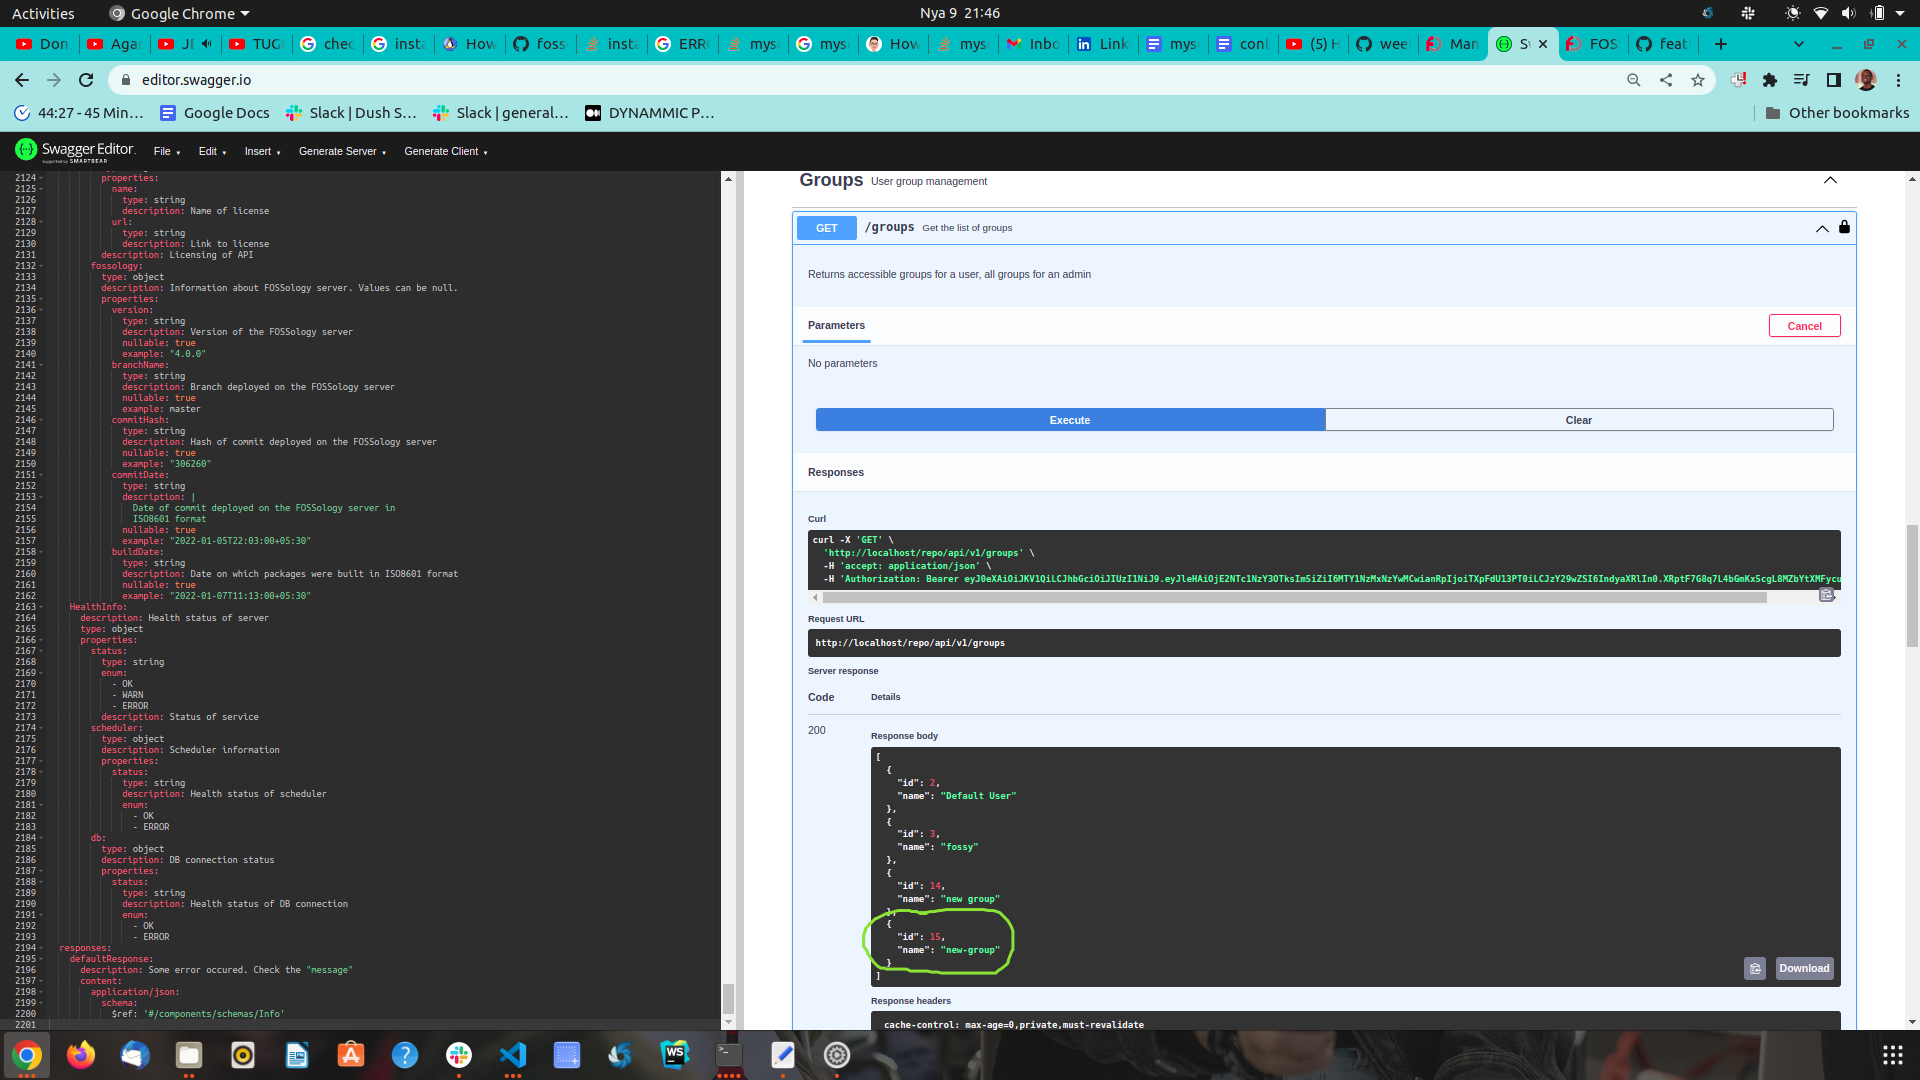 Activities
Google Chrome
Nya 9 21:46
Don
Agar
JE
TUG
chec
insta
How
foss
insta
ERR
mysc
mysc
How
mysc
Inbo
Link
mysc
cont
(5) H
wee
Man
S
FOS
feat
editor.swagger.io
44:27 - 45 Min…
Google Docs
Slack | Dush S…
Slack | general…
DYNAMMIC P…
Other bookmarks
Swagger Editor.
Supported by SMARTBEAR
File
Edit
Insert
Generate Server
Generate Client
2124 properties:
2125 name:
2126 type: string
2127 description: Name of license
2128 url:
2129 type: string
2130 description: Link to license
2131 description: Licensing of API
2132 fossology:
2133 type: object
2134 description: Information about FOSSology server. Values can be null.
2135 properties:
2136 version:
2137 type: string
2138 description: Version of the FOSSology server
2139 nullable: true
2140 example: "4.0.0"
2141 branchName:
2142 type: string
2143 description: Branch deployed on the FOSSology server
2144 nullable: true
2145 example: master
2146 commitHash:
2147 type: string
2148 description: Hash of commit deployed on the FOSSology server
2149 nullable: true
2150 example: "306260"
2151 commitDate:
2152 type: string
2153 description: |
2154 Date of commit deployed on the FOSSology server in
2155 ISO8601 format
2156 nullable: true
2157 example: "2022-01-05T22:03:00+05:30"
2158 buildDate:
2159 type: string
2160 description: Date on which packages were built in ISO8601 format
2161 nullable: true
2162 example: "2022-01-07T11:13:00+05:30"
2163 HealthInfo:
2164 description: Health status of server
2165 type: object
2166 properties:
2167 status:
2168 type: string
2169 enum:
2170 - OK
2171 - WARN
2172 - ERROR
2173 description: Status of service
2174 scheduler:
2175 type: object
2176 description: Scheduler information
2177 properties:
2178 status:
2179 type: string
2180 description: Health status of scheduler
2181 enum:
2182 - OK
2183 - ERROR
2184 db:
2185 type: object
2186 description: DB connection status
2187 properties:
2188 status:
2189 type: string
2190 description: Health status of DB connection
2191 enum:
2192 - OK
2193 - ERROR
2194 responses:
2195 defaultResponse:
2196 description: Some error occured. Check the "message"
2197 content:
2198 application/json:
2199 schema:
2200 $ref: '#/components/schemas/Info'
2201
Groups User group management
GET /groups Get the list of groups
Returns accessible groups for a user, all groups for an admin
Parameters
Cancel
No parameters
Execute
Clear
Responses
Curl
curl -X 'GET' \
'http://localhost/repo/api/v1/groups' \
-H 'accept: application/json' \
-H 'Authorization: Bearer
Request URL
http://localhost/repo/api/v1/groups
Server response
Code Details
200
Response body
[
{
"id": 2,
"name": "Default User"
},
{
"id": 3,
"name": "fossy"
},
{
"id": 14,
"name": "new group"
},
{
"id": 15,
"name": "new-group"
}
]
Download
Response headers
cache-control: max-age=0,private,must-revalidate
WS